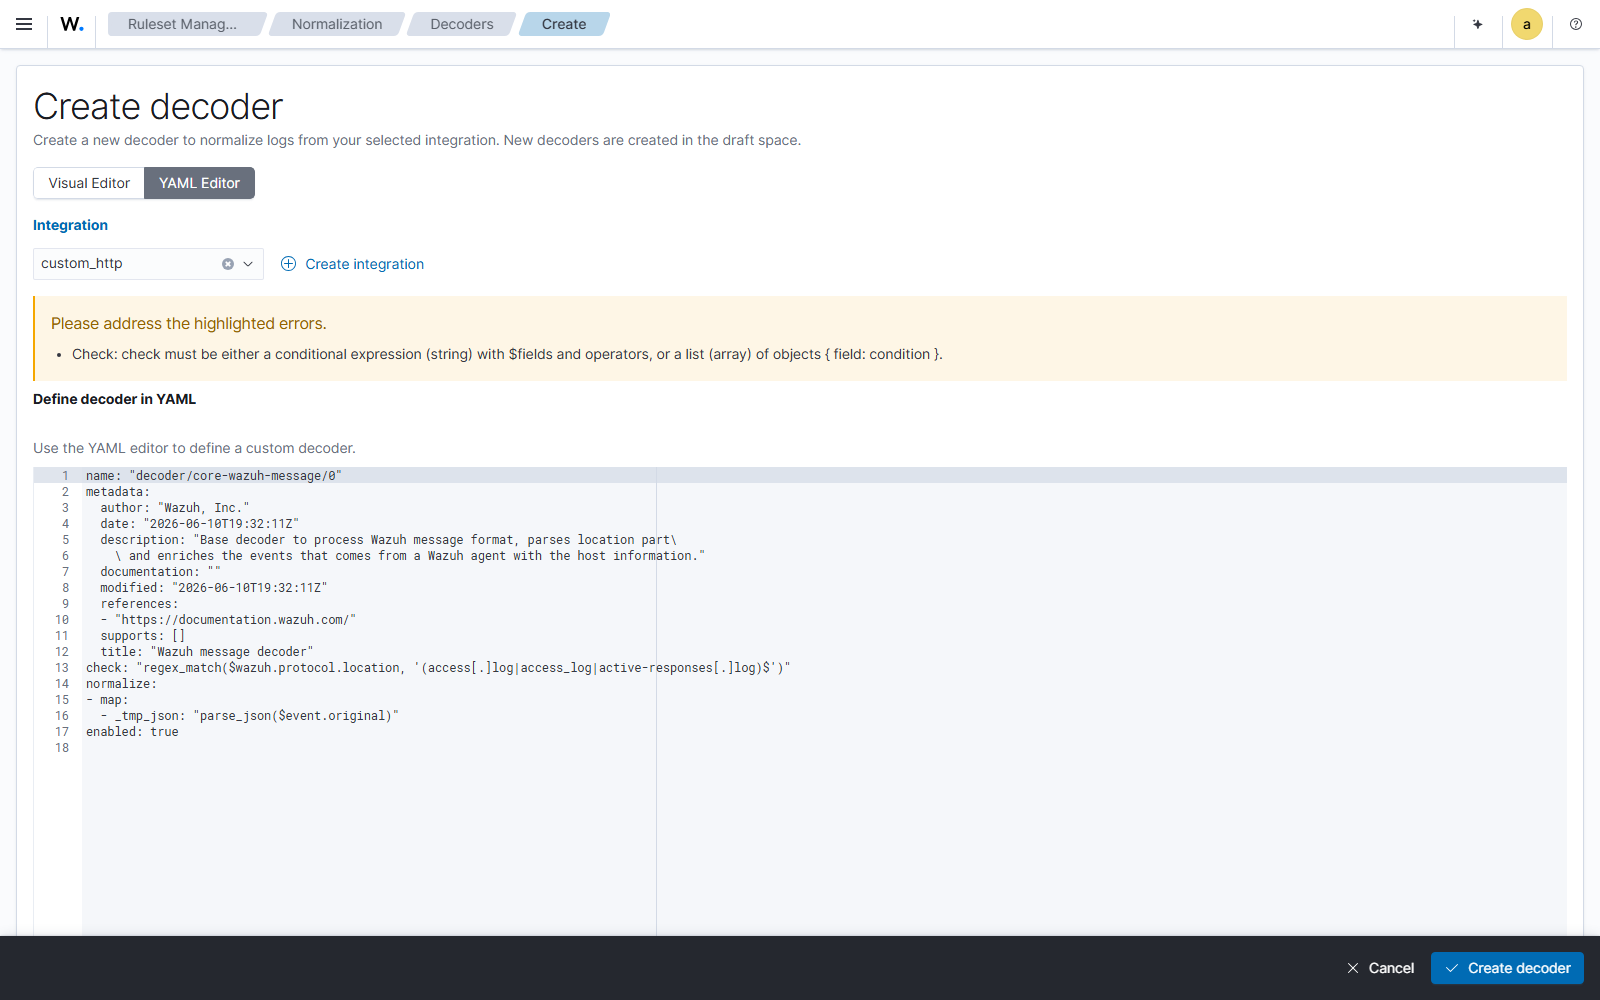 W.
Ruleset Manag...
Normalization
Decoders
Create
a
Create decoder
Create a new decoder to normalize logs from your selected integration. New decoders are created in the draft space.
Visual Editor
YAML Editor
Integration
custom_http
Create integration
Please address the highlighted errors.
• Check: check must be either a conditional expression (string) with $fields and operators, or a list (array) of objects { field: condition }.
Define decoder in YAML
Use the YAML editor to define a custom decoder.
1 name: "decoder/core-wazuh-message/0"
2 metadata:
3   author: "Wazuh, Inc."
4   date: "2026-06-10T19:32:11Z"
5   description: "Base decoder to process Wazuh message format, parses location part\
6     \ and enriches the events that comes from a Wazuh agent with the host information."
7   documentation: ""
8   modified: "2026-06-10T19:32:11Z"
9   references:
10   - "https://documentation.wazuh.com/"
11   supports: []
12   title: "Wazuh message decoder"
13 check: "regex_match($wazuh.protocol.location, '(access[.]log|access_log|active-responses[.]log)$')"
14 normalize:
15 - map:
16   - _tmp_json: "parse_json($event.original)"
17 enabled: true
18
Cancel
Create decoder